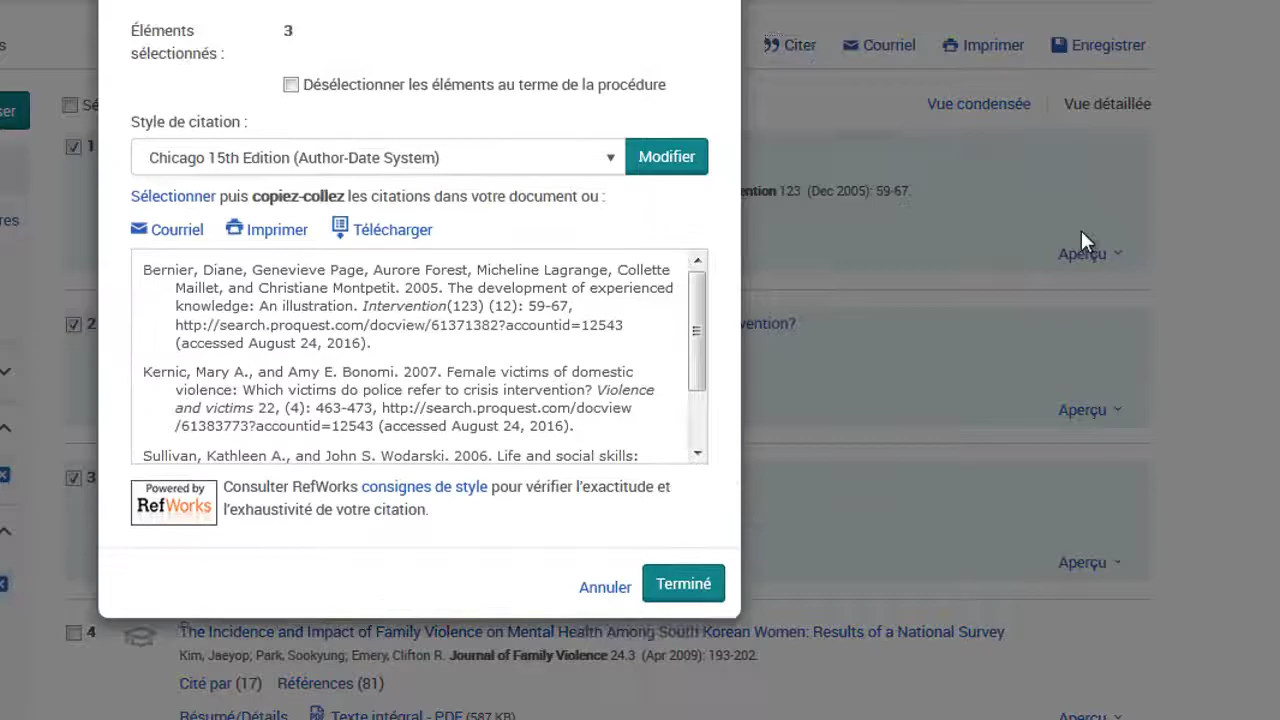 Éléments
sélectionnés :
3
s
Citer
Courriel
Imprimer
Enregistrer
Désélectionner les éléments au terme de la procédure
Vue condensée
Vue détaillée
Style de citation :
1
Chicago 15th Edition (Author-Date System)
Modifier
123 (Dec 2005): 59-67.
Sélectionner puis copiez-collez les citations dans votre document ou :
Courriel
Imprimer
Télécharger
Aperçu
Bernier, Diane, Genevieve Page, Aurore Forest, Micheline Lagrange, Collette
Maillet, and Christiane Montpetit. 2005. The development of experienced
knowledge: An illustration. Intervention(123) (12): 59-67,
http://search.proquest.com/docview/61371382?accountid=12543
(accessed August 24, 2016).
2
Kernic, Mary A., and Amy E. Bonomi. 2007. Female victims of domestic
violence: Which victims do police refer to crisis intervention? Violence
and victims 22, (4): 463-473, http://search.proquest.com/docview
/61383773?accountid=12543 (accessed August 24, 2016).
Aperçu
Sullivan, Kathleen A., and John S. Wodarski. 2006. Life and social skills:
3
Powered by
RefWorks
Consulter RefWorks consignes de style pour vérifier l'exactitude et
l'exhaustivité de votre citation.
Aperçu
Annuler
Terminé
4
The Incidence and Impact of Family Violence on Mental Health Among South Korean Women: Results of a National Survey
Kim, Jaeyop; Park, Sookyung; Emery, Clifton R. Journal of Family Violence 24.3 (Apr 2009): 193-202.
Cité par (17)
Références (81)
Résumé/Détails
Texte intégral - PDF (587 KB)
Aperçu